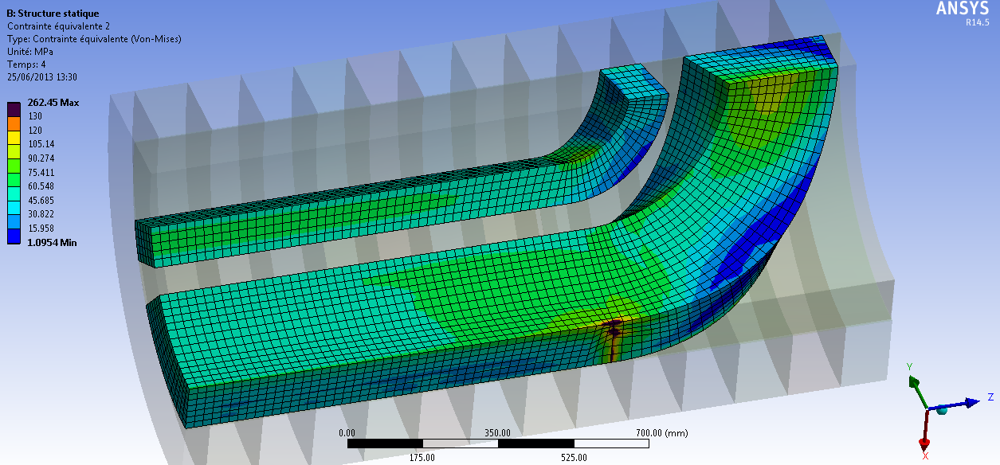 B: Structure statique
Contrainte équivalente 2
Type: Contrainte équivalente (Von-Mises)
Unité: MPa
Temps: 4
25/06/2013 13:30
ANSYS
R14.5
262.45 Max
130
120
105.14
90.274
75.411
60.548
45.685
30.822
15.958
1.0954 Min
0.00
350.00
700.00 (mm)
175.00
525.00
Y
Z
X